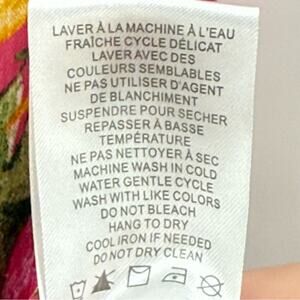 LAVER À LA MACHINE À L'EAU
FRAÎCHE CYCLE DÉLICAT
LAVER AVEC DES
COULEURS SEMBLABLES
NE PAS UTILISER D'AGENT
DE BLANCHIMENT
SUSPENDRE POUR SECHER
REPASSER À BASSE
TEMPÉRATURE
NE PAS NETTOYER À SEC
MACHINE WASH IN COLD
WATER GENTLE CYCLE
WASH WITH LIKE COLORS
DO NOT BLEACH
HANG TO DRY
COOL IRON IF NEEDED
DO NOT DRY CLEAN